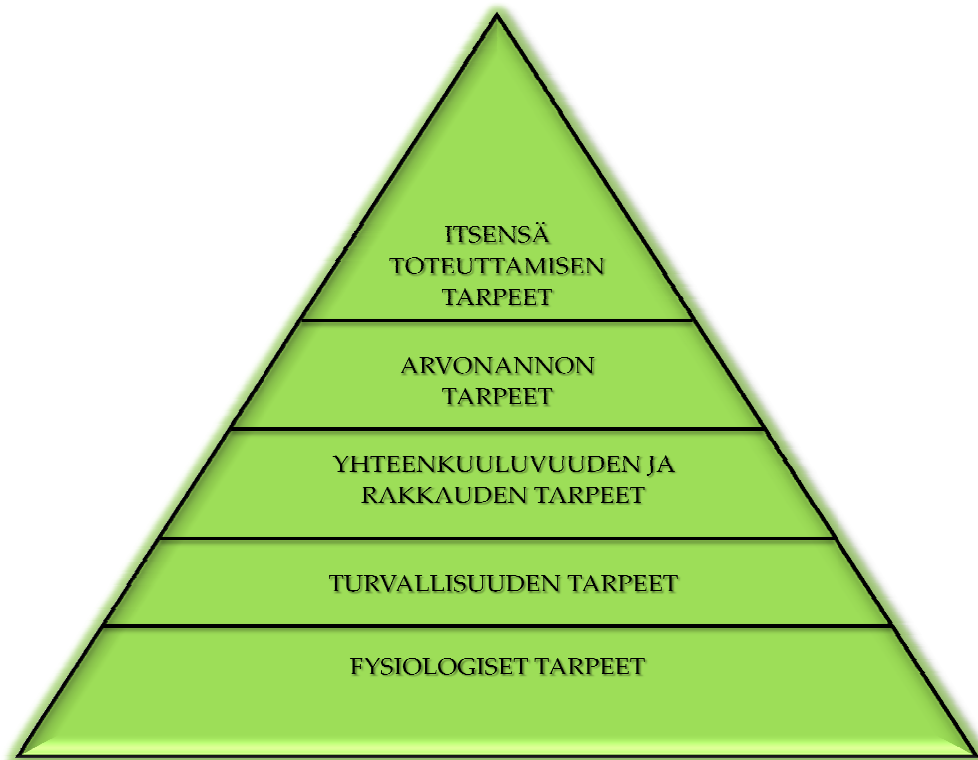 ITSENSÄ
TOTEUTTAMISEN
TARPEET
ARVONANNON
TARPEET
YHTEENKUULUVUUDEN JA
RAKKAUDEN TARPEET
TURVALLISUUDEN TARPEET
FYSIOLOGISET TARPEET